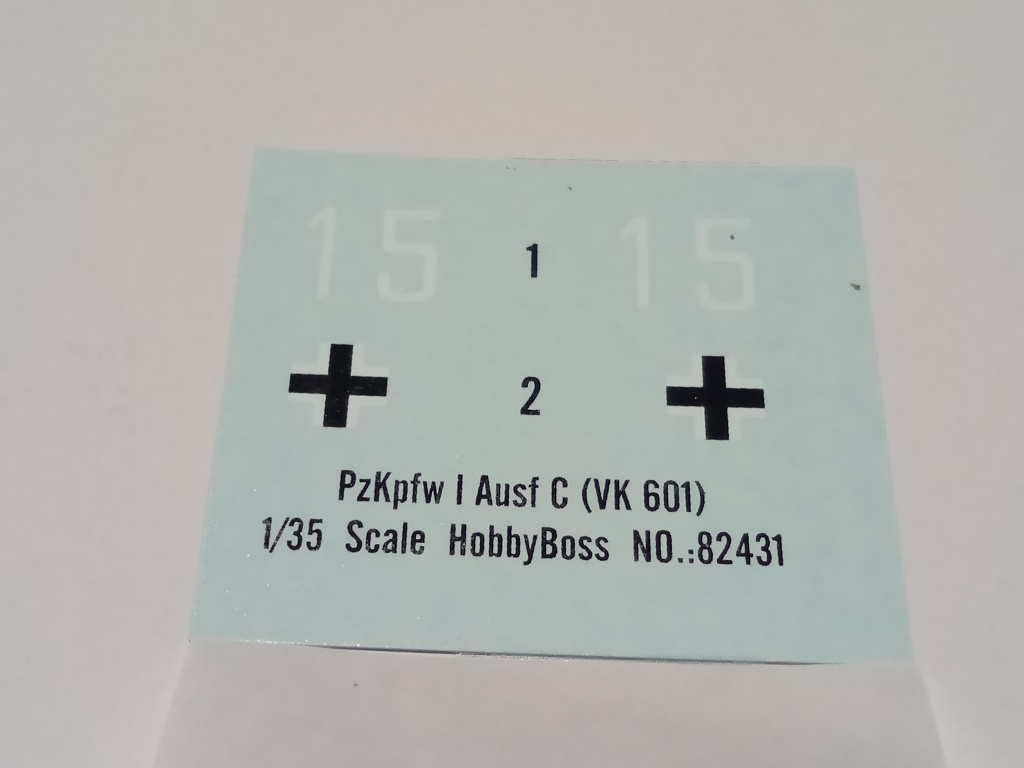 15 1 15
2
PzKpfw I Ausf C (VK 601)
1/35 Scale HobbyBoss NO.:82431